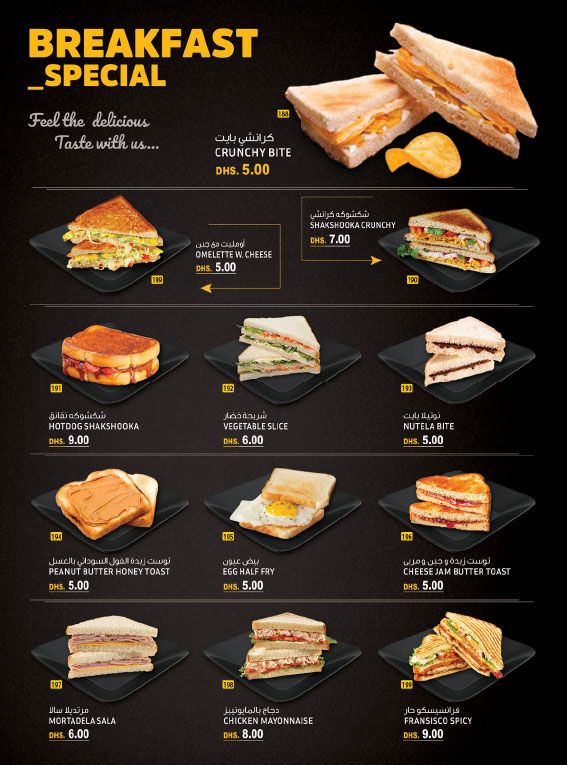 BREAKFAST
_SPECIAL
Feel the delicious
Taste with us...
188
كرانشي بايت
CRUNCHY BITE
DHS. 5.00
189
أومليت مع جبن
OMELETTE W. CHEESE
DHS. 5.00
شكشوكه كرانشي
SHAKSHOOKA CRUNCHY
DHS. 7.00
190
191
شكشوكه نقانق
HOTDOG SHAKSHOOKA
DHS. 9.00
192
شريحة خضار
VEGETABLE SLICE
DHS. 6.00
193
نوتيلا بايت
NUTELA BITE
DHS. 5.00
194
توست زبدة الفول السوداني بالعسل
PEANUT BUTTER HONEY TOAST
DHS. 5.00
195
بيض عيون
EGG HALF FRY
DHS. 5.00
196
توست زبدة و جبن و مربى
CHEESE JAM BUTTER TOAST
DHS. 5.00
197
مرتديلا سالا
MORTADELA SALA
DHS. 6.00
198
دجاج بالمايونييز
CHICKEN MAYONNAISE
DHS. 8.00
199
فرانسيسكو حار
FRANSISCO SPICY
DHS. 9.00